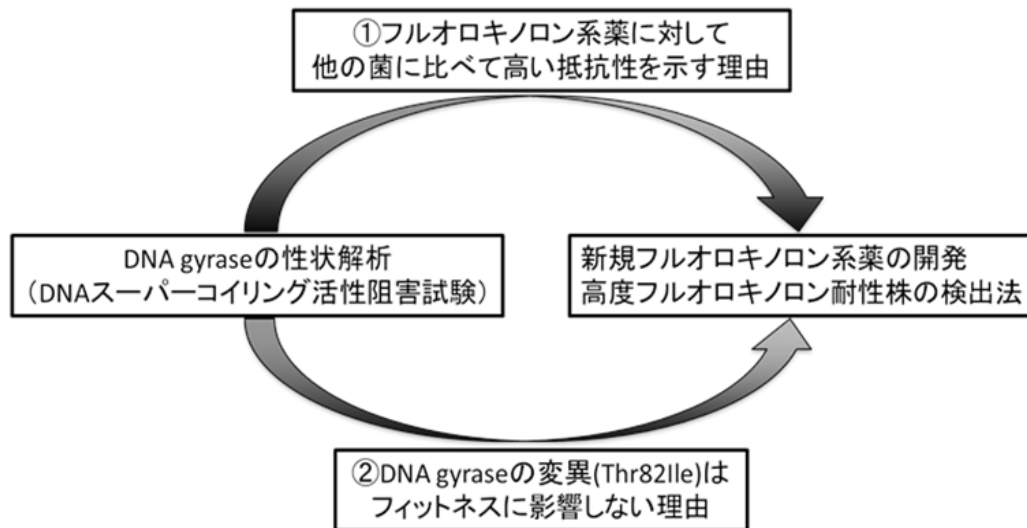 ①フルオロキノロン系薬に対して
他の菌に比べて高い抵抗性を示す理由
DNA gyraseの性状解析
（DNAスーパーコイリング活性阻害試験）
新規フルオロキノロン系薬の開発
高度フルオロキノロン耐性株の検出法
②DNA gyraseの変異(Thr82Ile)は
フィットネスに影響しない理由